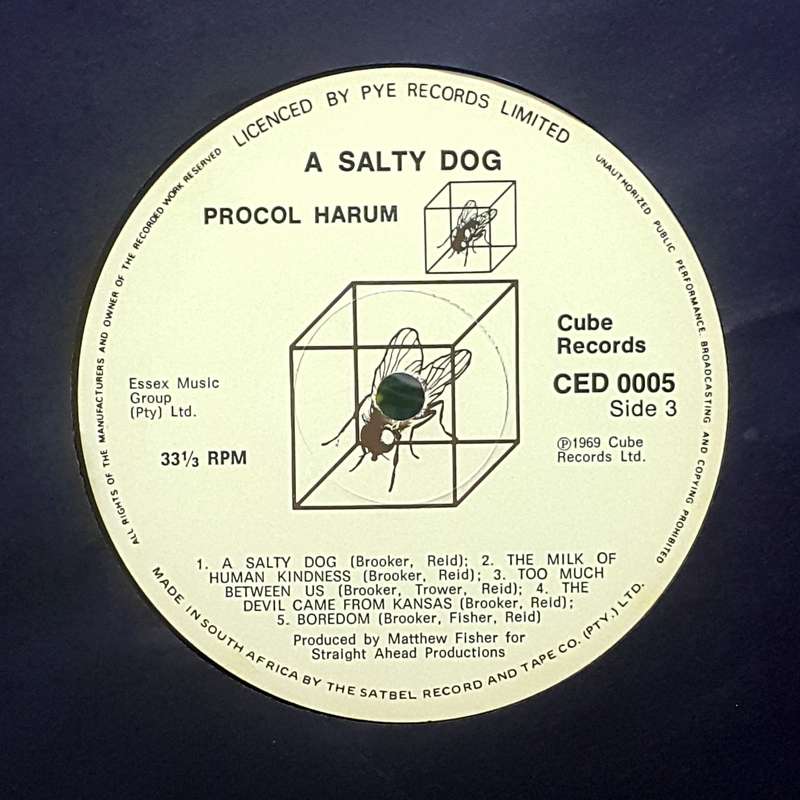 LICENCED BY PYE RECORDS LIMITED
UNAUTHORIZED PUBLIC PERFORMANCE. BROADCASTING AND COPYING PROHIBITED
ALL RIGHTS OF THE MANUFACTURERS AND OWNER OF THE RECORDED WORK RESERVED
A SALTY DOG
PROCOL HARUM
Cube
Records
CED 0005
Side 3
Essex Music
Group
(Pty) Ltd.
33 1/3 RPM
Ⓟ1969 Cube
Records Ltd.
1. A SALTY DOG (Brooker, Reid); 2. THE MILK OF
HUMAN KINDNESS (Brooker, Reid); 3. TOO MUCH
BETWEEN US (Brooker, Trower, Reid); 4. THE
DEVIL CAME FROM KANSAS (Brooker, Reid);
5. BOREDOM (Brooker, Fisher, Reid)
Produced by Matthew Fisher for
Straight Ahead Productions
MADE IN SOUTH AFRICA BY THE SATBEL RECORD AND TAPE CO. (PTY.) LTD.